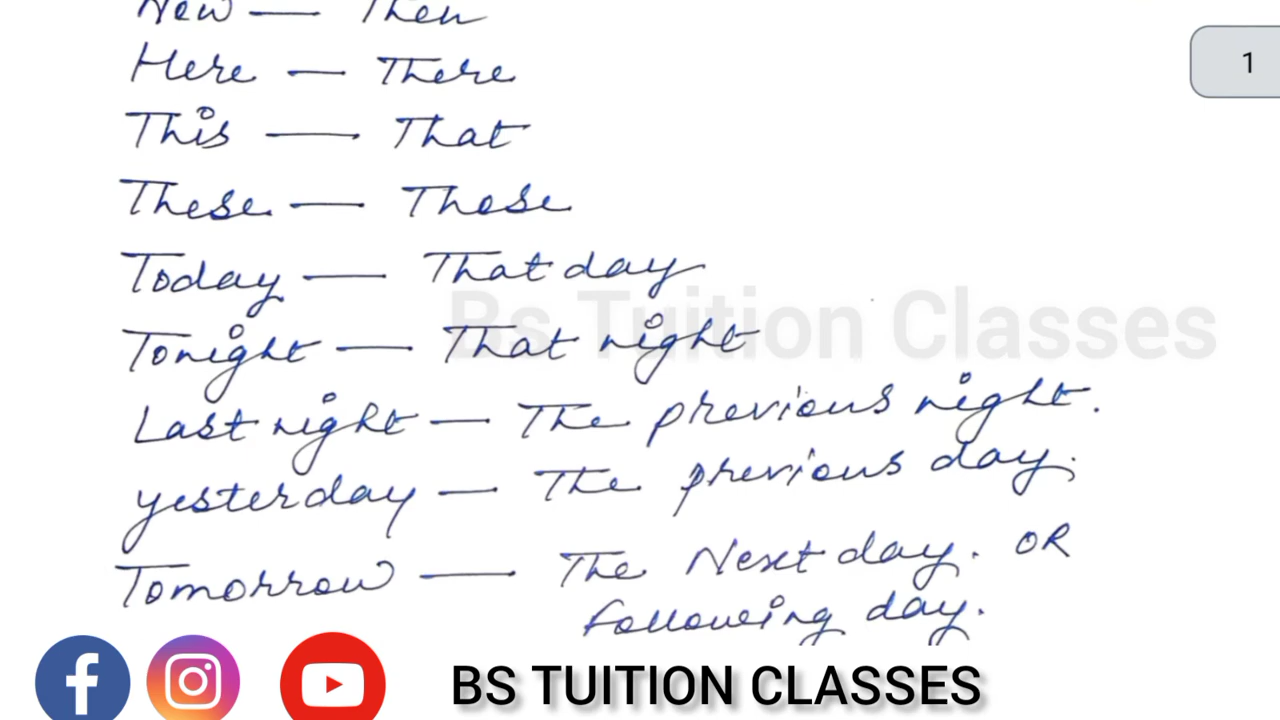 New — Then
Here — There
1
This — That
These — Those
Today — That day
Bs Tuition Classes
Tonight — That night
Last night — The previous night.
yesterday — The previous day.
Tomorrow — The Next day. OR
following day.
BS TUITION CLASSES